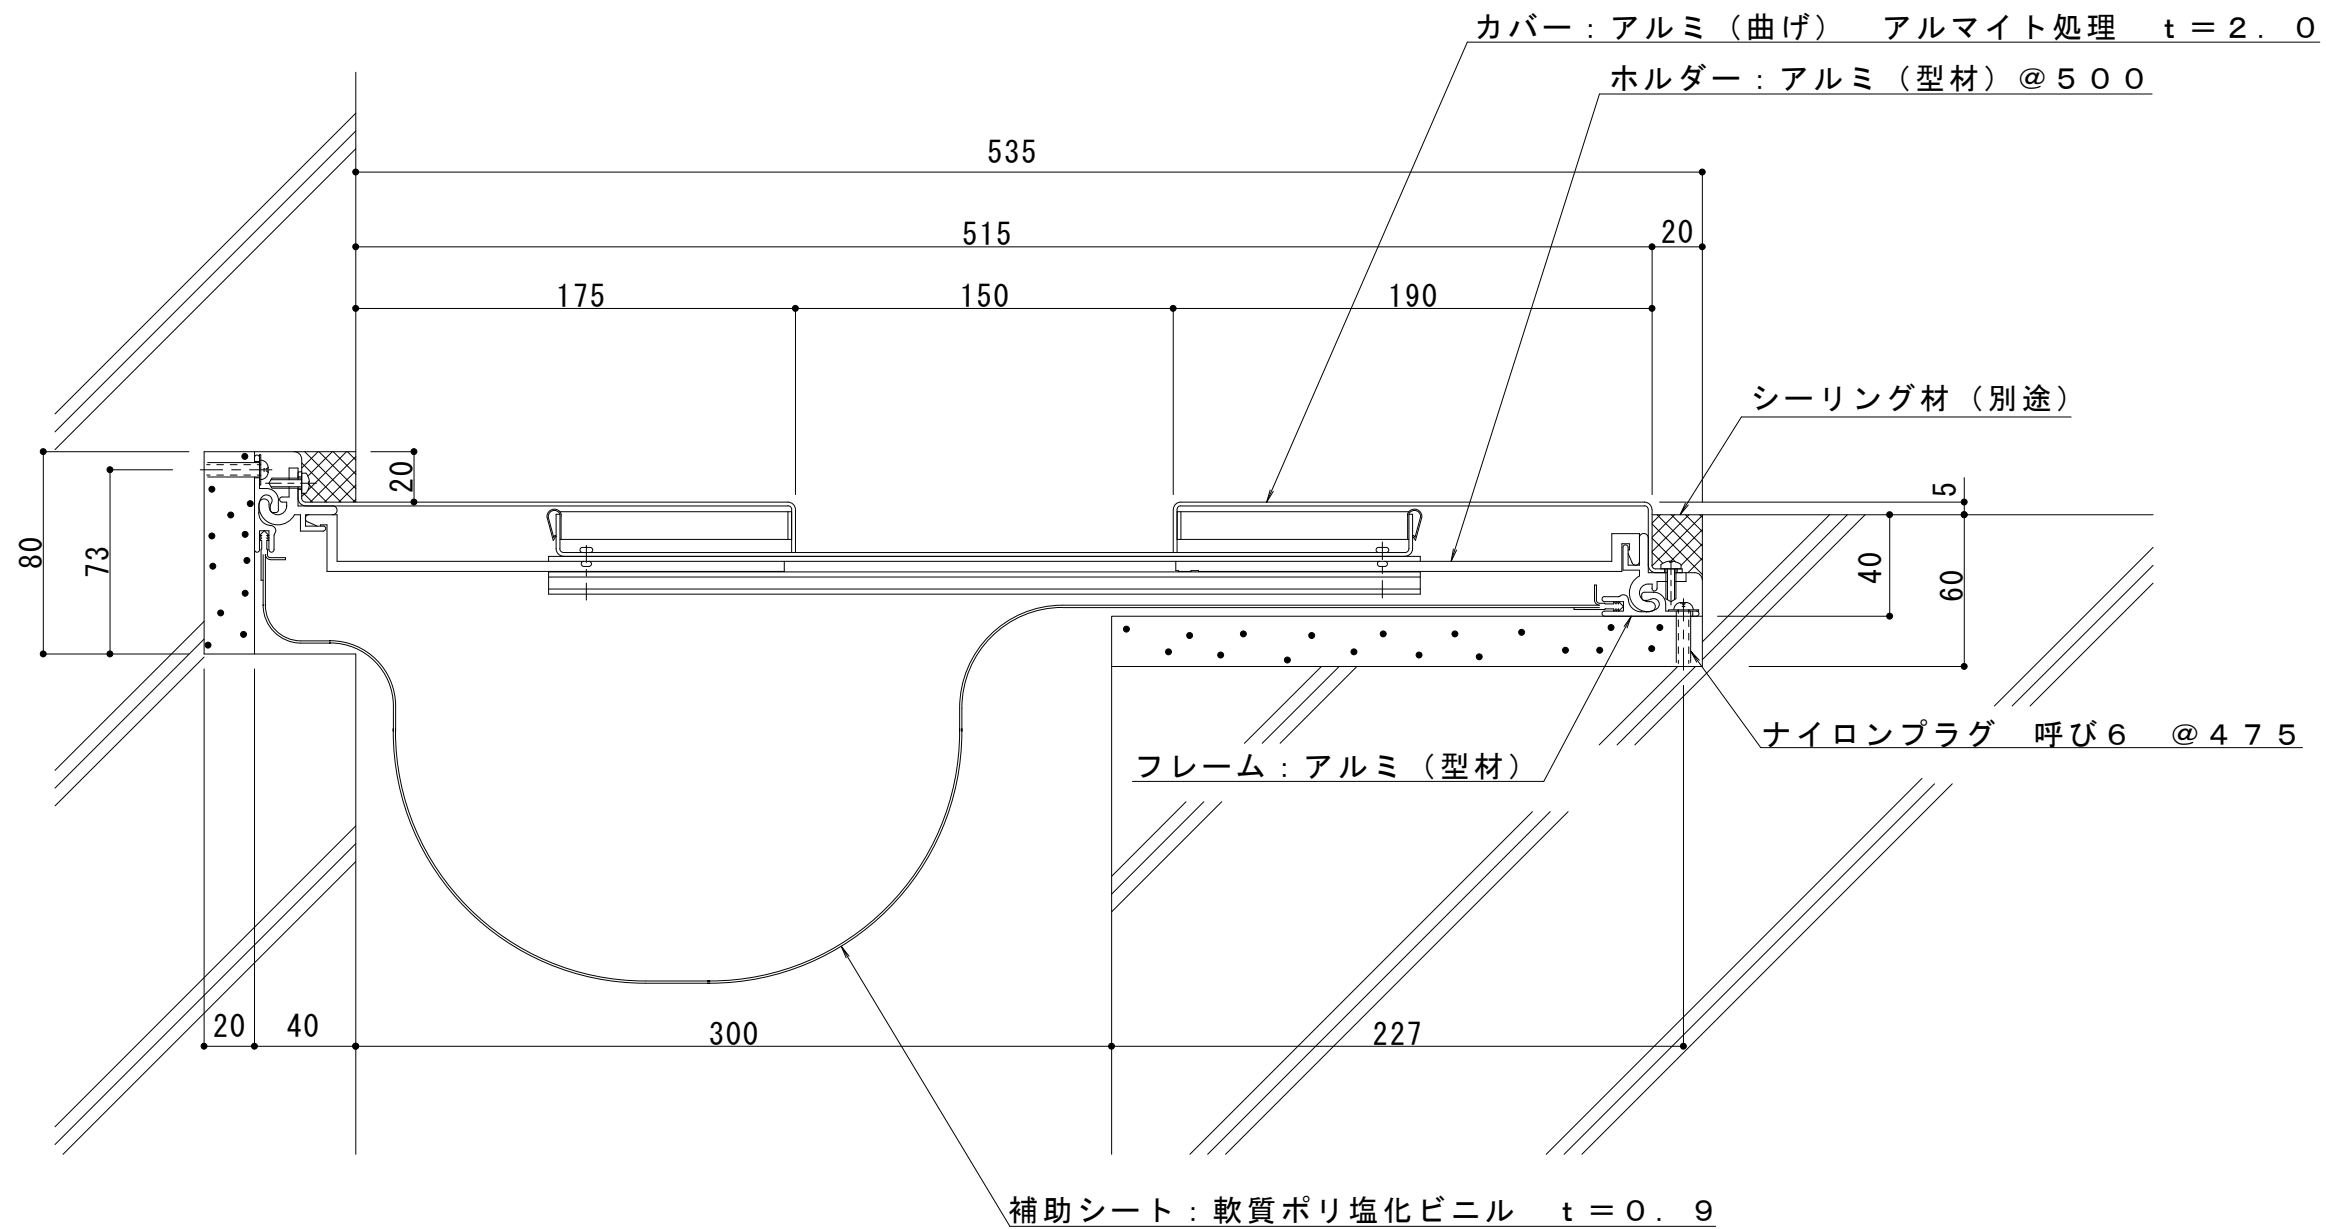 カバー：アルミ（曲げ）　アルマイト処理　ｔ＝２．０
ホルダー：アルミ（型材）＠５００
535
515
20
175
150
190
シーリング材（別途）
20
5
80
73
40
60
ナイロンプラグ　呼び６　＠４７５
フレーム：アルミ（型材）
20
40
300
227
補助シート：軟質ポリ塩化ビニル　ｔ＝０．９